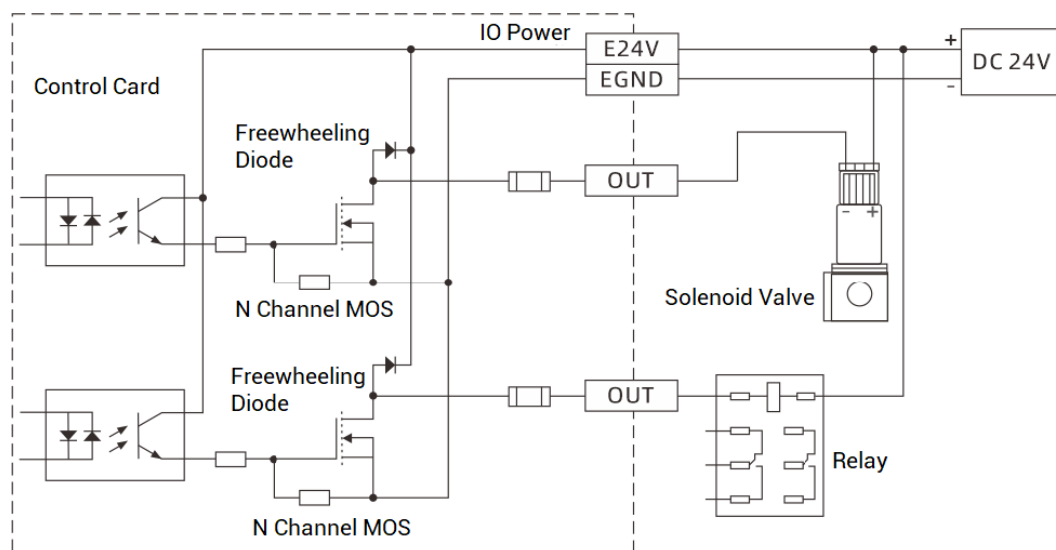 IO Power
E24V
+
DC 24V
EGND
-
Control Card
Freewheeling
Diode
OUT
- +
N Channel MOS
Solenoid Valve
Freewheeling
Diode
OUT
Relay
N Channel MOS